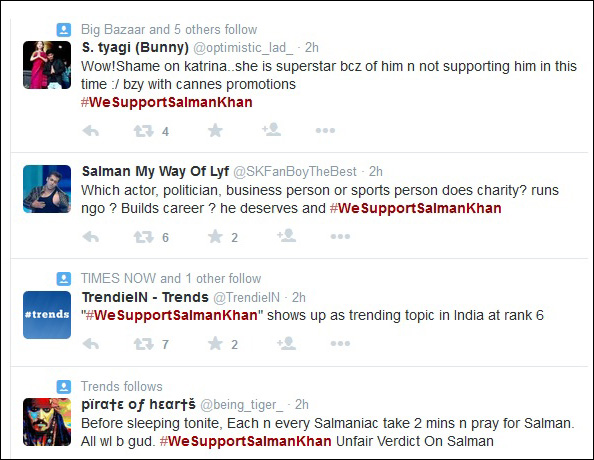 Big Bazaar and 5 others follow
S. tyagi (Bunny) @optimistic_lad_ · 2h
Wow!Shame on katrina..she is superstar bcz of him n not supporting him in this
time :/ bzy with cannes promotions
#WeSupportSalmanKhan
4
Salman My Way Of Lyf @SKFanBoyTheBest · 2h
Which actor, politician, business person or sports person does charity? runs
ngo ? Builds career ? he deserves and #WeSupportSalmanKhan
6 2
TIMES NOW and 1 other follow
#trends
TrendieIN - Trends @TrendieIN · 2h
"#WeSupportSalmanKhan" shows up as trending topic in India at rank 6
7 2
Trends follows
pïrα†ε oƒ hεαr†š @being_tiger_ · 2h
Before sleeping tonite, Each n every Salmaniac take 2 mins n pray for Salman.
All wl b gud. #WeSupportSalmanKhan Unfair Verdict On Salman